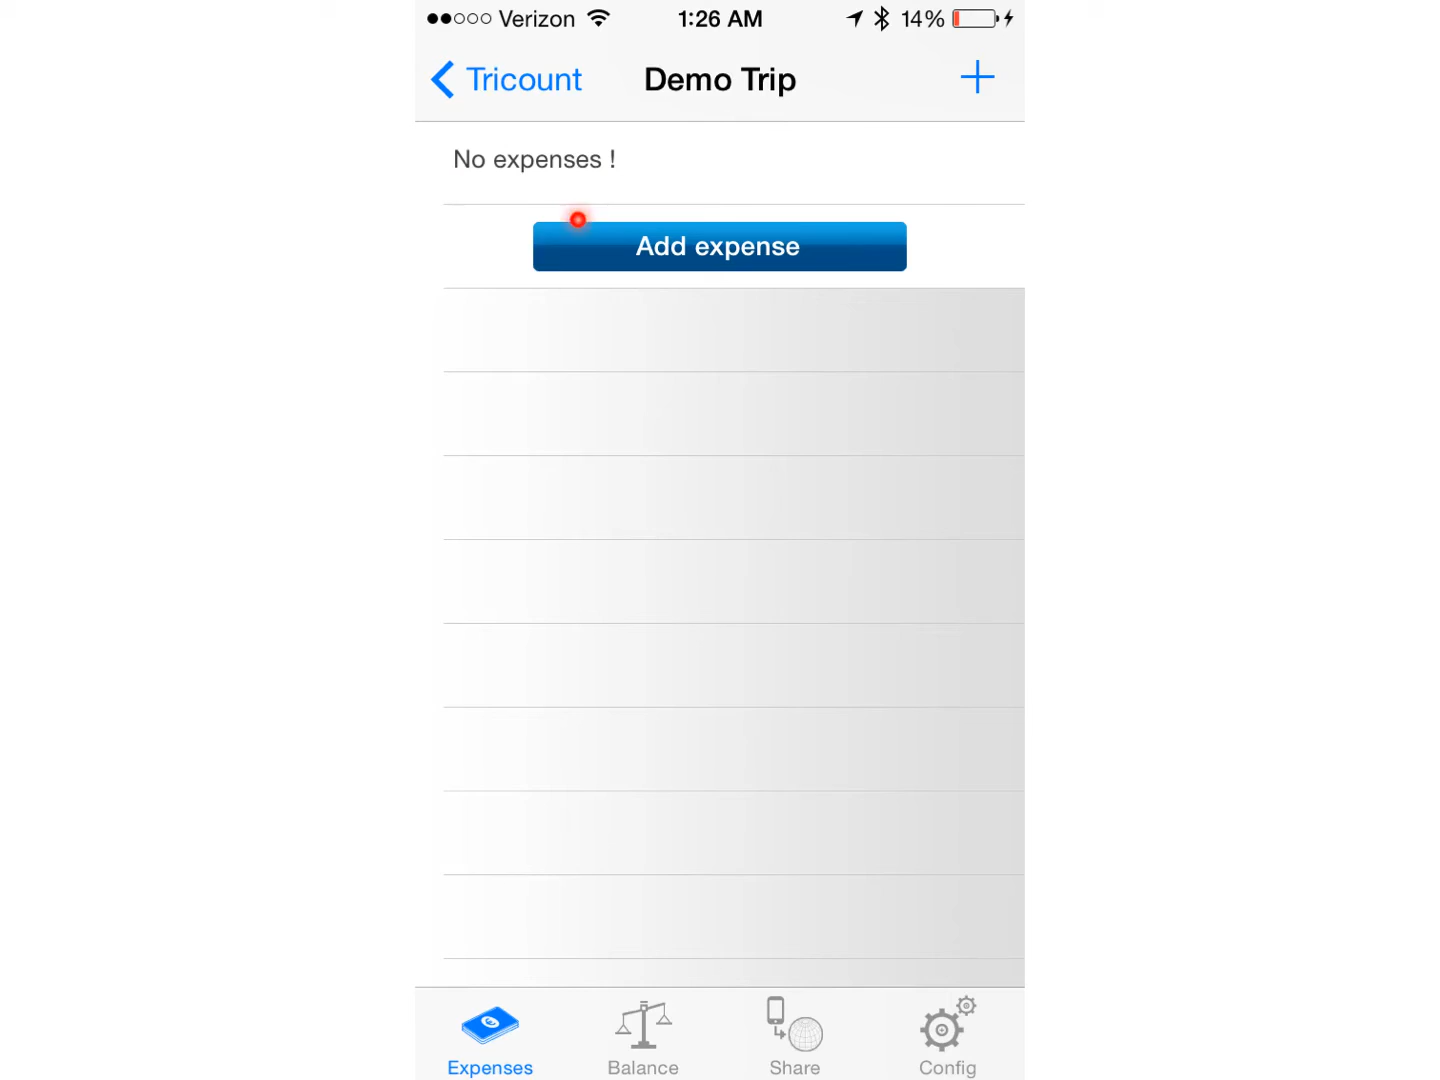 Verizon 1:26 AM 14%
Tricount Demo Trip
No expenses !
Add expense
Expenses Balance Share Config